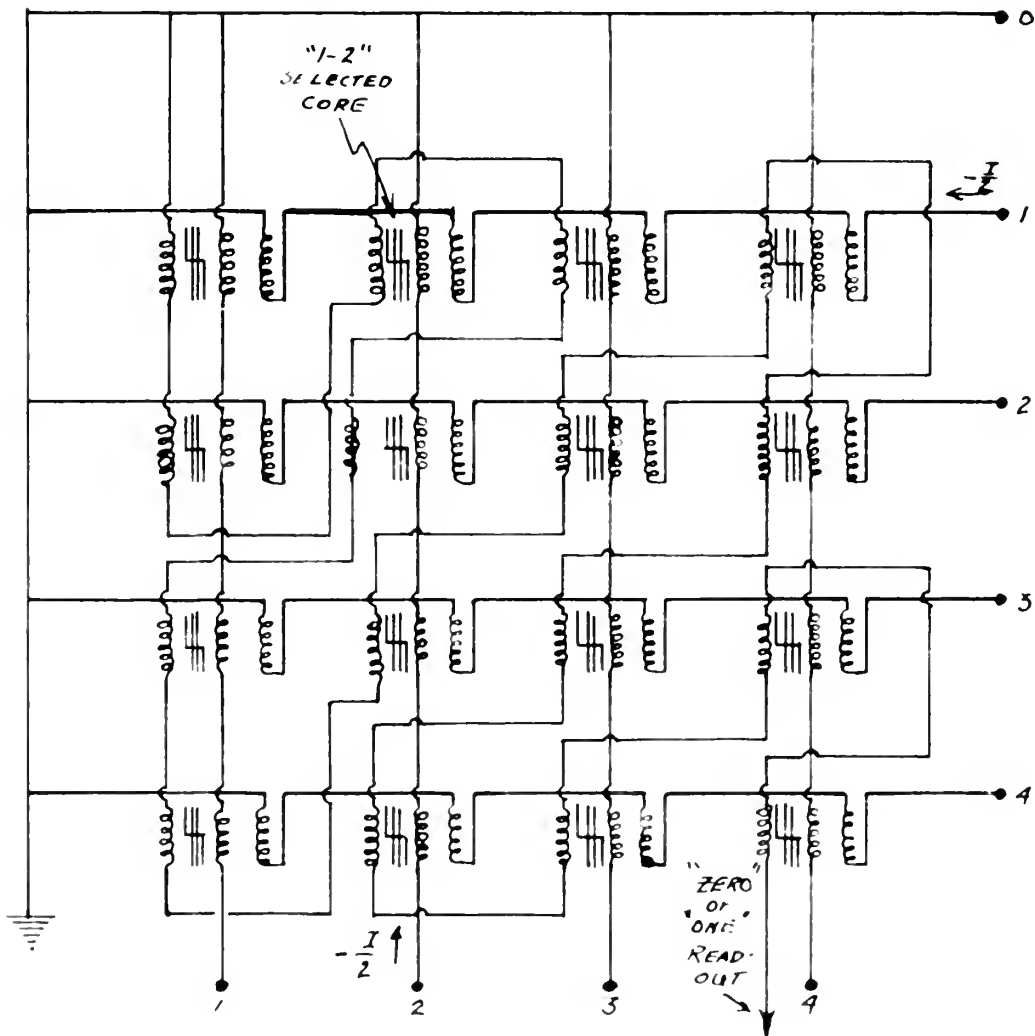 0
"1-2"
SELECTED
CORE
-I/2
1
2
3
4
-I/2
"ZERO"
OR
"ONE"
READ-
OUT
1
2
3
4